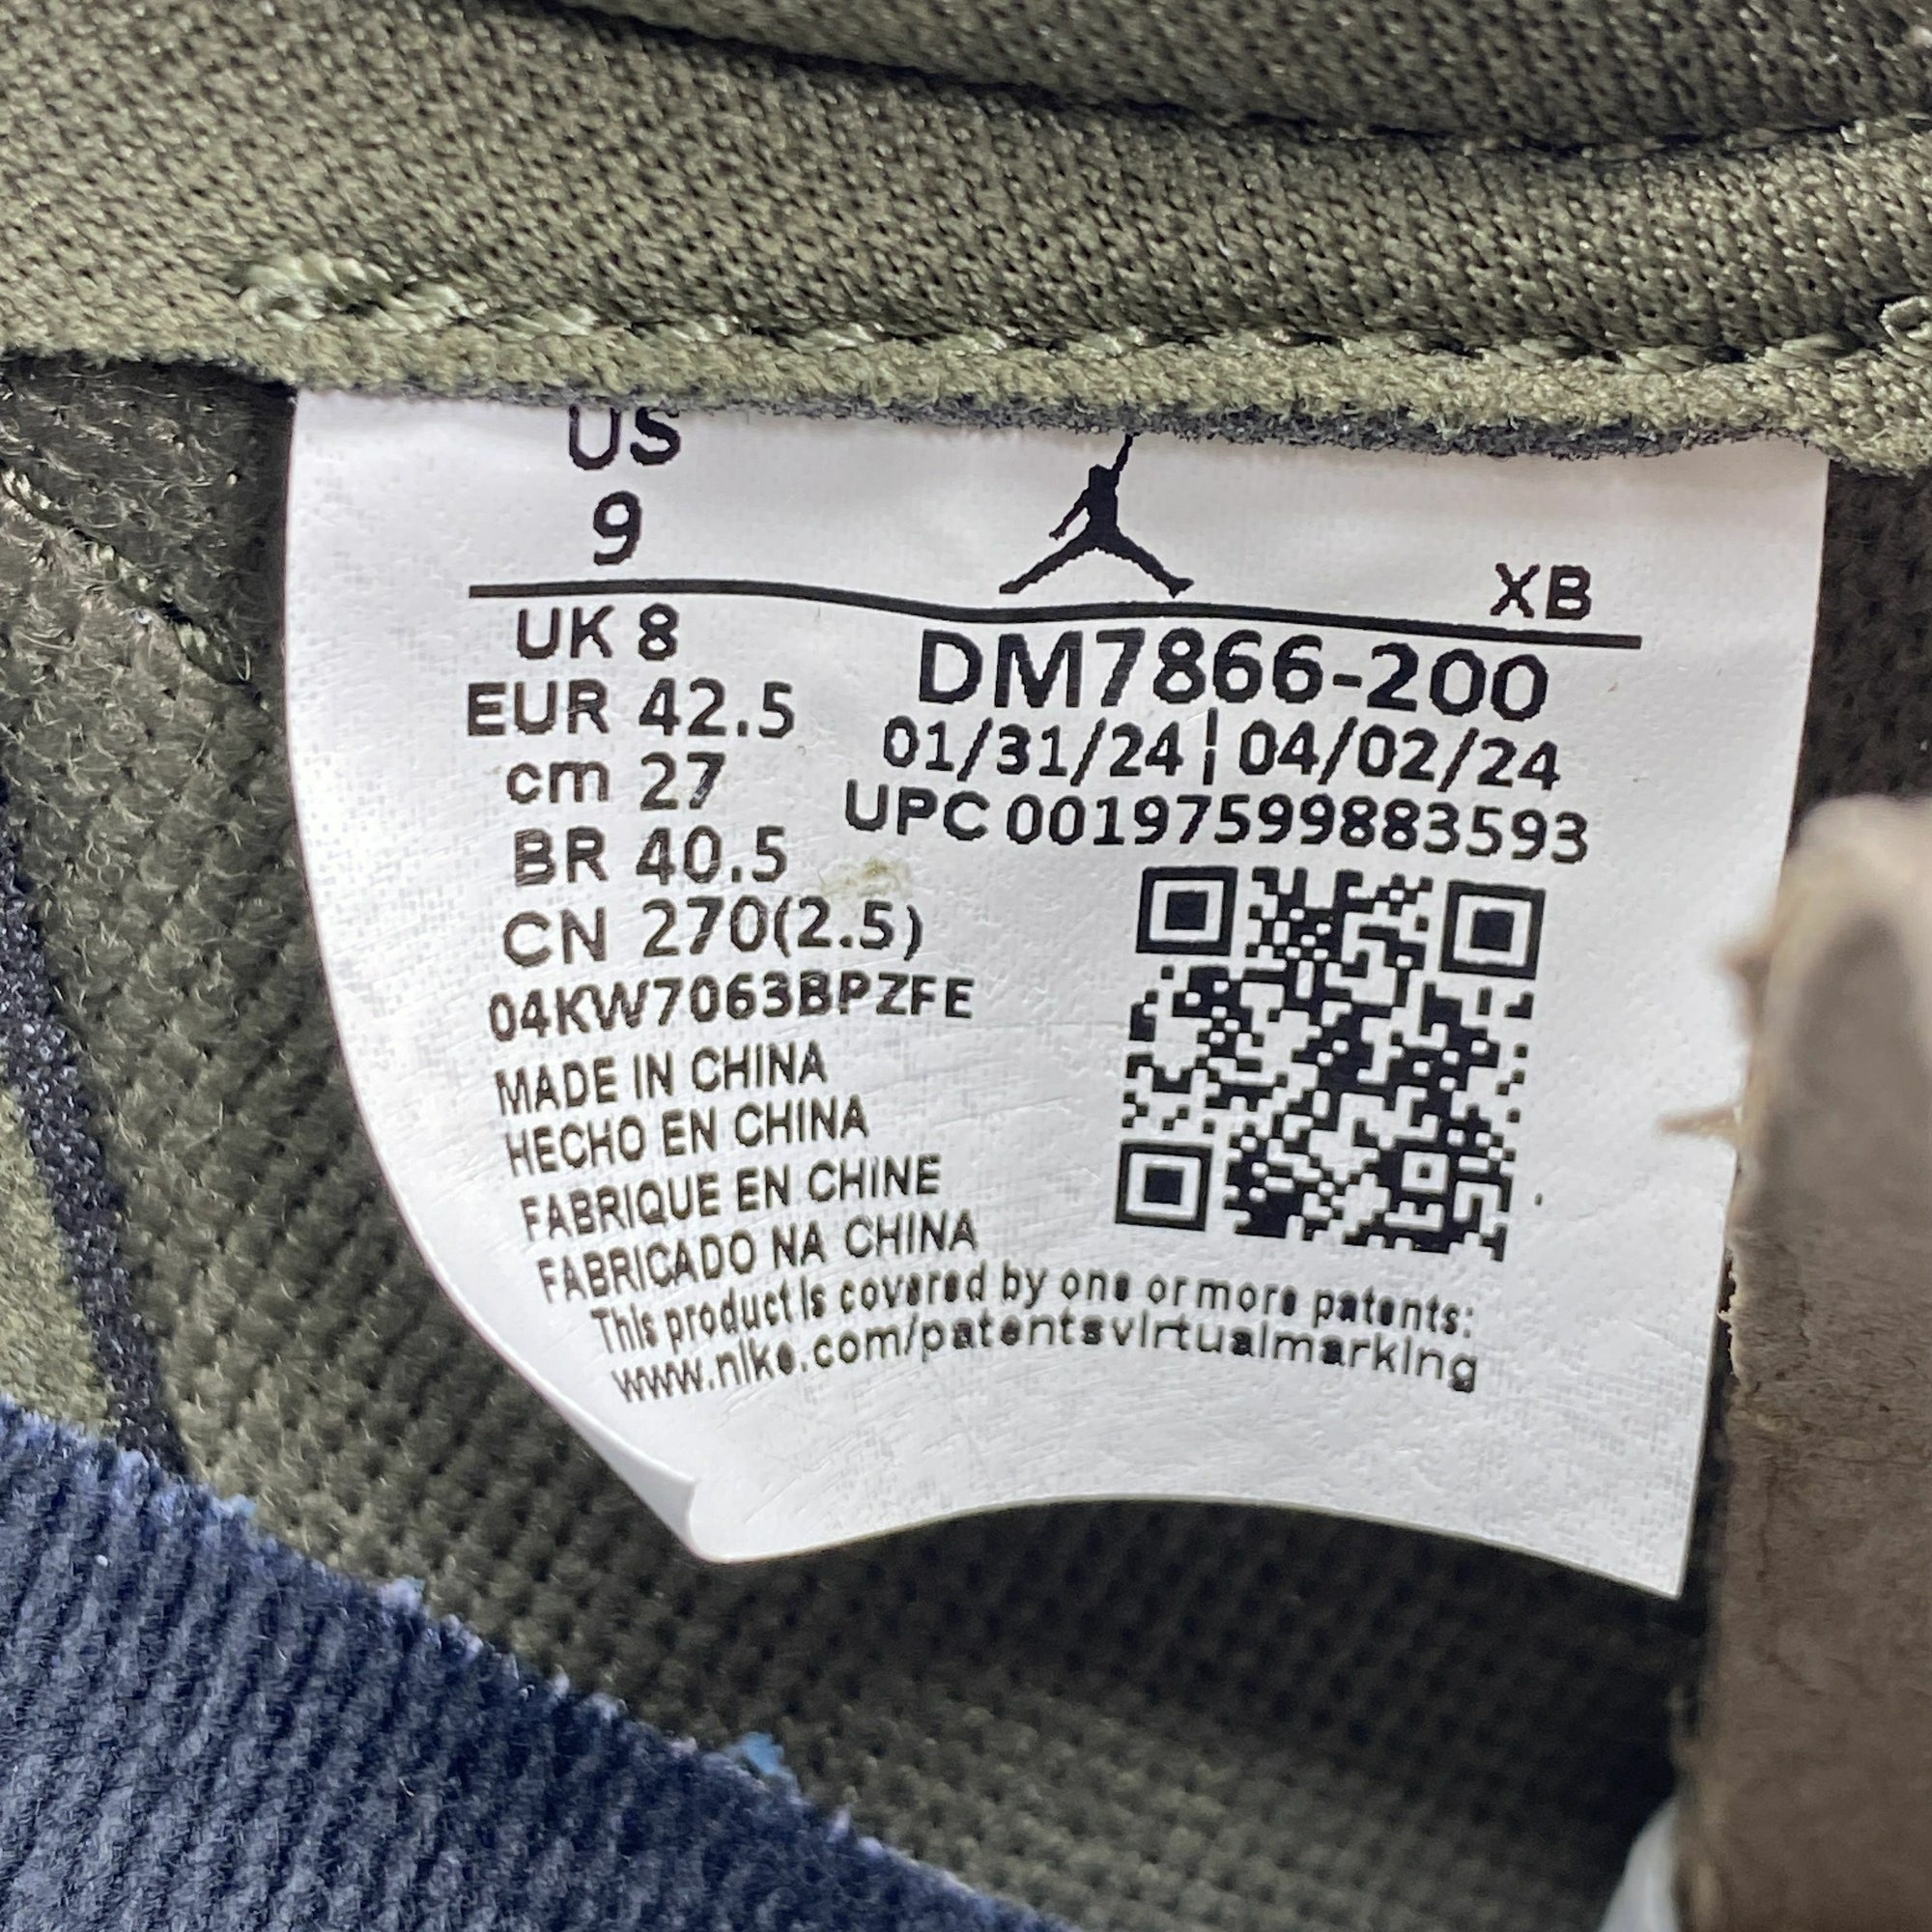 US
9
XB
UK 8
EUR 42.5
cm 27
BR 40.5
CN 270(2.5)
04KW7063BPZFE
DM7866-200
01/31/24 ¦ 04/02/24
UPC 00197599883593
MADE IN CHINA
HECHO EN CHINA
FABRIQUE EN CHINE
FABRICADO NA CHINA
This product is covered by one or more patents:
www.nike.com/patentsvirtualmarking